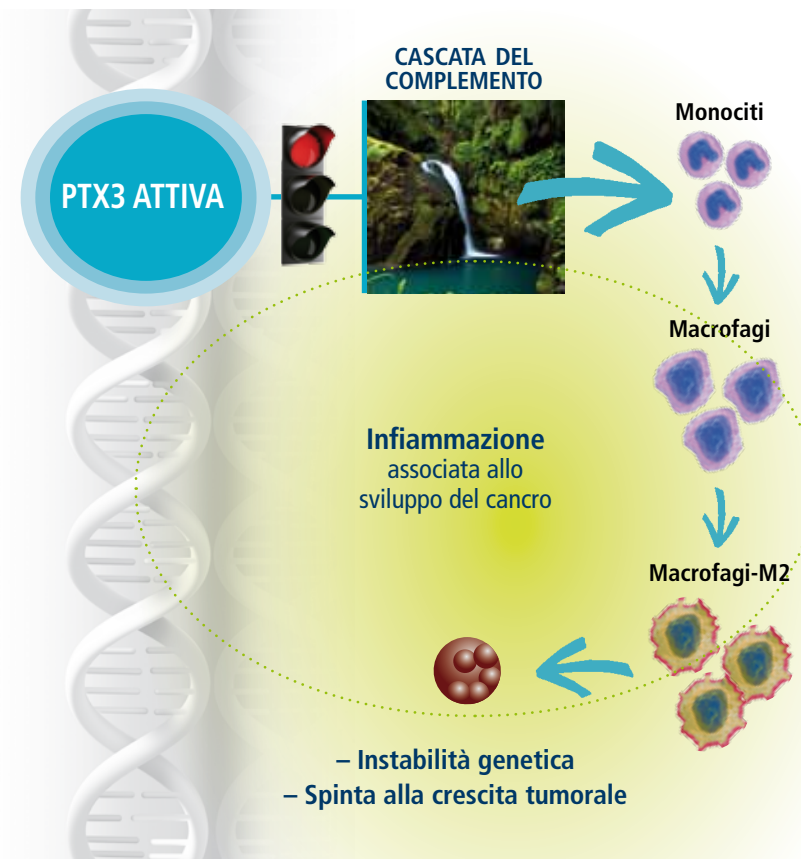 CASCATA DEL
COMPLEMENTO
Monociti
PTX3 ATTIVA
Macrofagi
Infiammazione
associata allo
sviluppo del cancro
Macrofagi-M2
– Instabilità genetica
– Spinta alla crescita tumorale